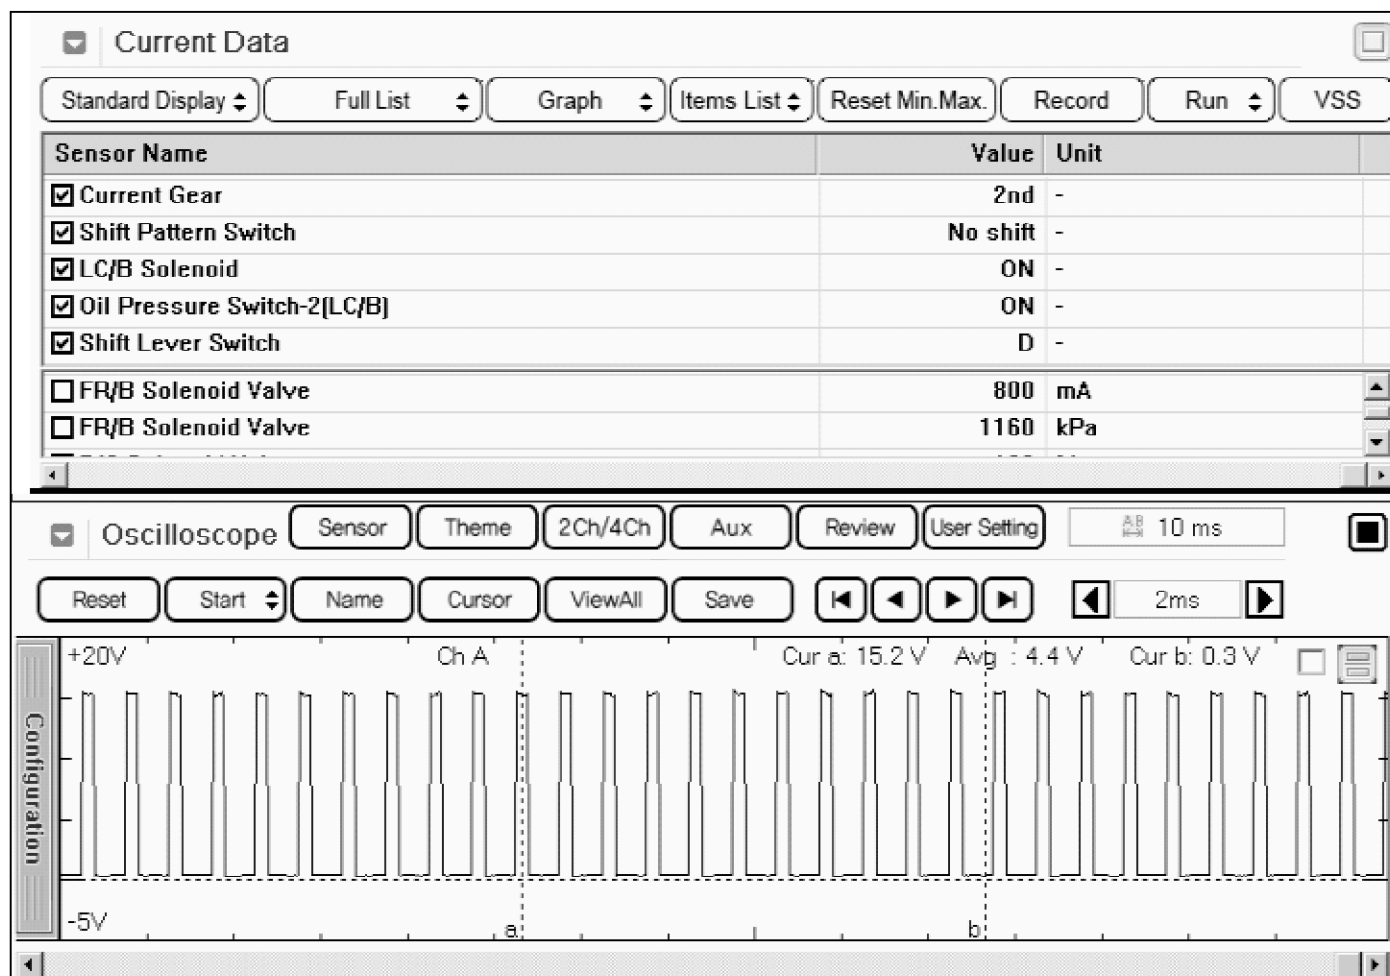 Current Data
Standard Display Full List Graph Items List Reset Min.Max. Record Run VSS
Sensor Name Value Unit
Current Gear 2nd -
Shift Pattern Switch No shift -
LC/B Solenoid ON -
Oil Pressure Switch-2(LC/B) ON -
Shift Lever Switch D -
FR/B Solenoid Valve 800 mA
FR/B Solenoid Valve 1160 kPa
Oscilloscope Sensor Theme 2Ch/4Ch Aux Review User Setting AB 10 ms
Reset Start Name Cursor ViewAll Save 2ms
+20V Ch A Cur a: 15.2 V Avg : 4.4 V Cur b: 0.3 V
Configuration
-5V a b